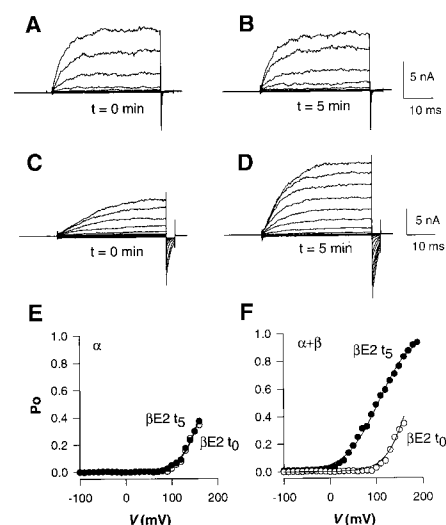 A
B
t = 0 min
t = 5 min
5 nA
10 ms
C
D
t = 0 min
t = 5 min
5 nA
10 ms
E
F
α
α+β
1.0
0.8
0.6
0.4
0.2
0.0
Po
βE2 t5
βE2 t0
-100
0
100
200
V (mV)
1.0
0.8
0.6
0.4
0.2
0.0
βE2 t5
βE2 t0
-100
0
100
200
V (mV)